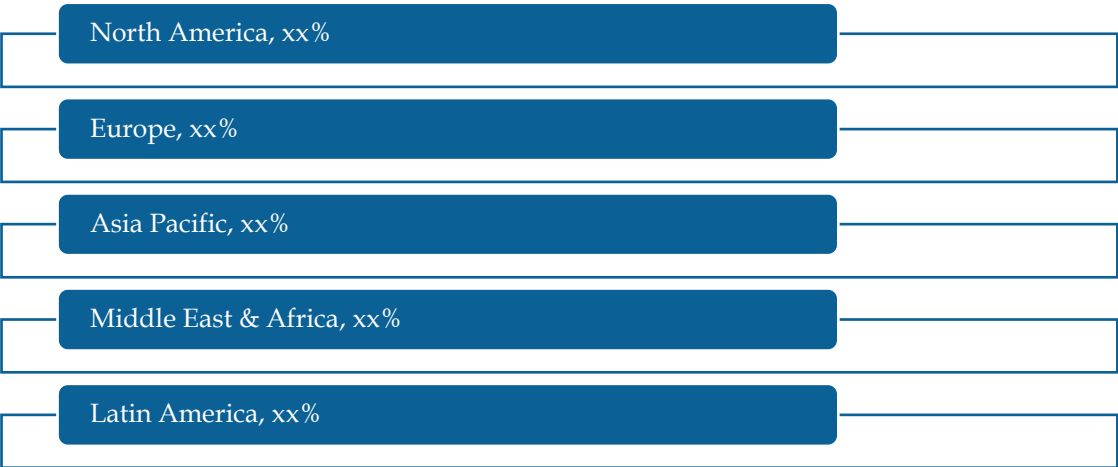 North America, xx%
Europe, xx%
Asia Pacific, xx%
Middle East & Africa, xx%
Latin America, xx%